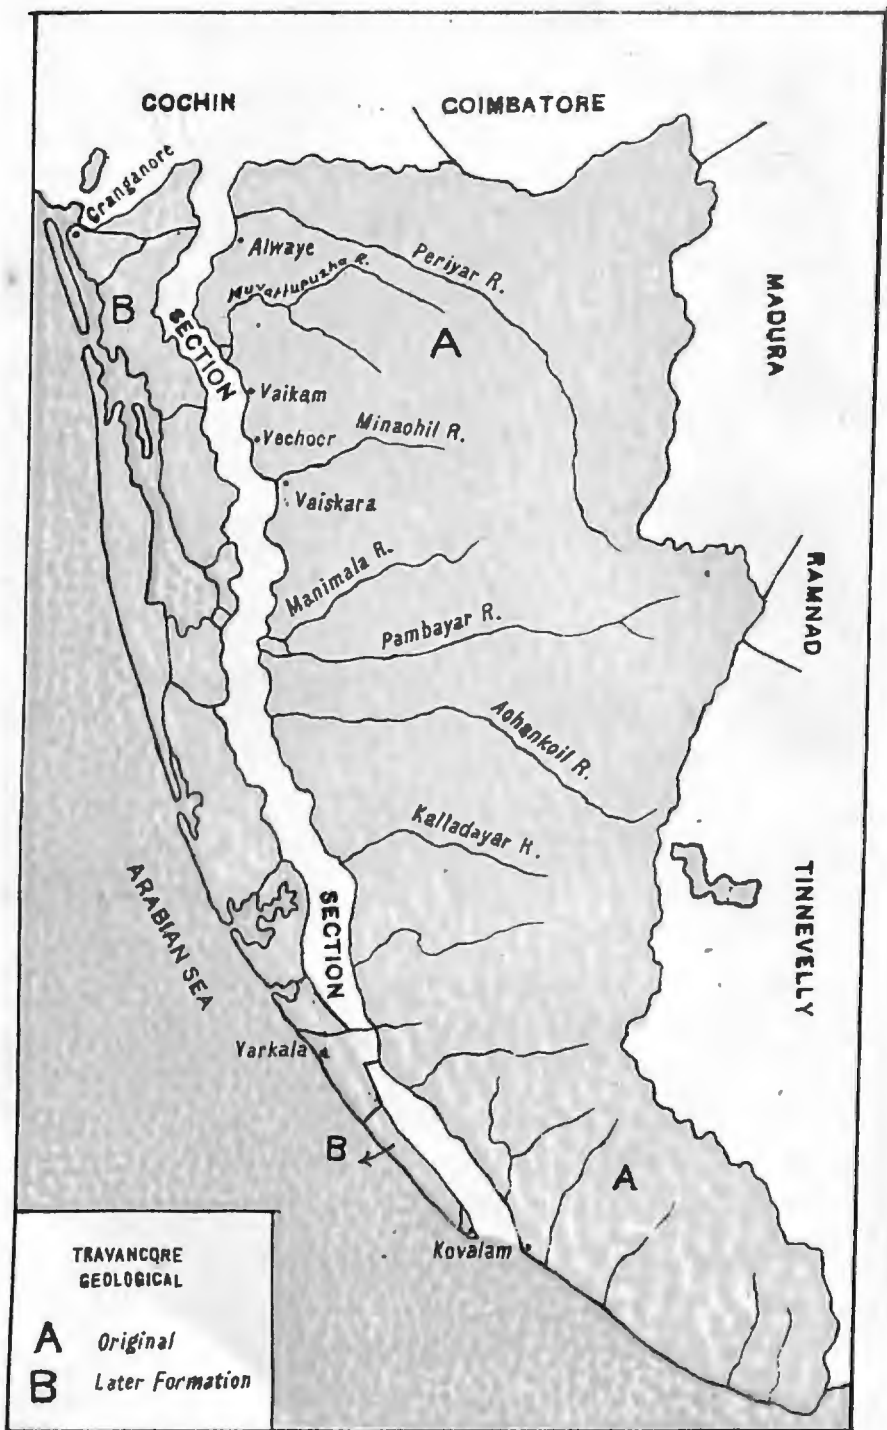 COCHIN
COIMBATORE
Cranganore
Alwaye
Periyar R.
Muvattupuzha R.
B
SECTION
A
MADURA
Vaikam
Vechoor
Minachil R.
Vaiskara
Manimala R.
RAMNAD
Pambayar R.
Achankoil R.
Kalladayar R.
ARABIAN SEA
SECTION
TINNEVELLY
Varkala
B
A
Kovalam
TRAVANCORE
GEOLOGICAL
A Original
B Later Formation